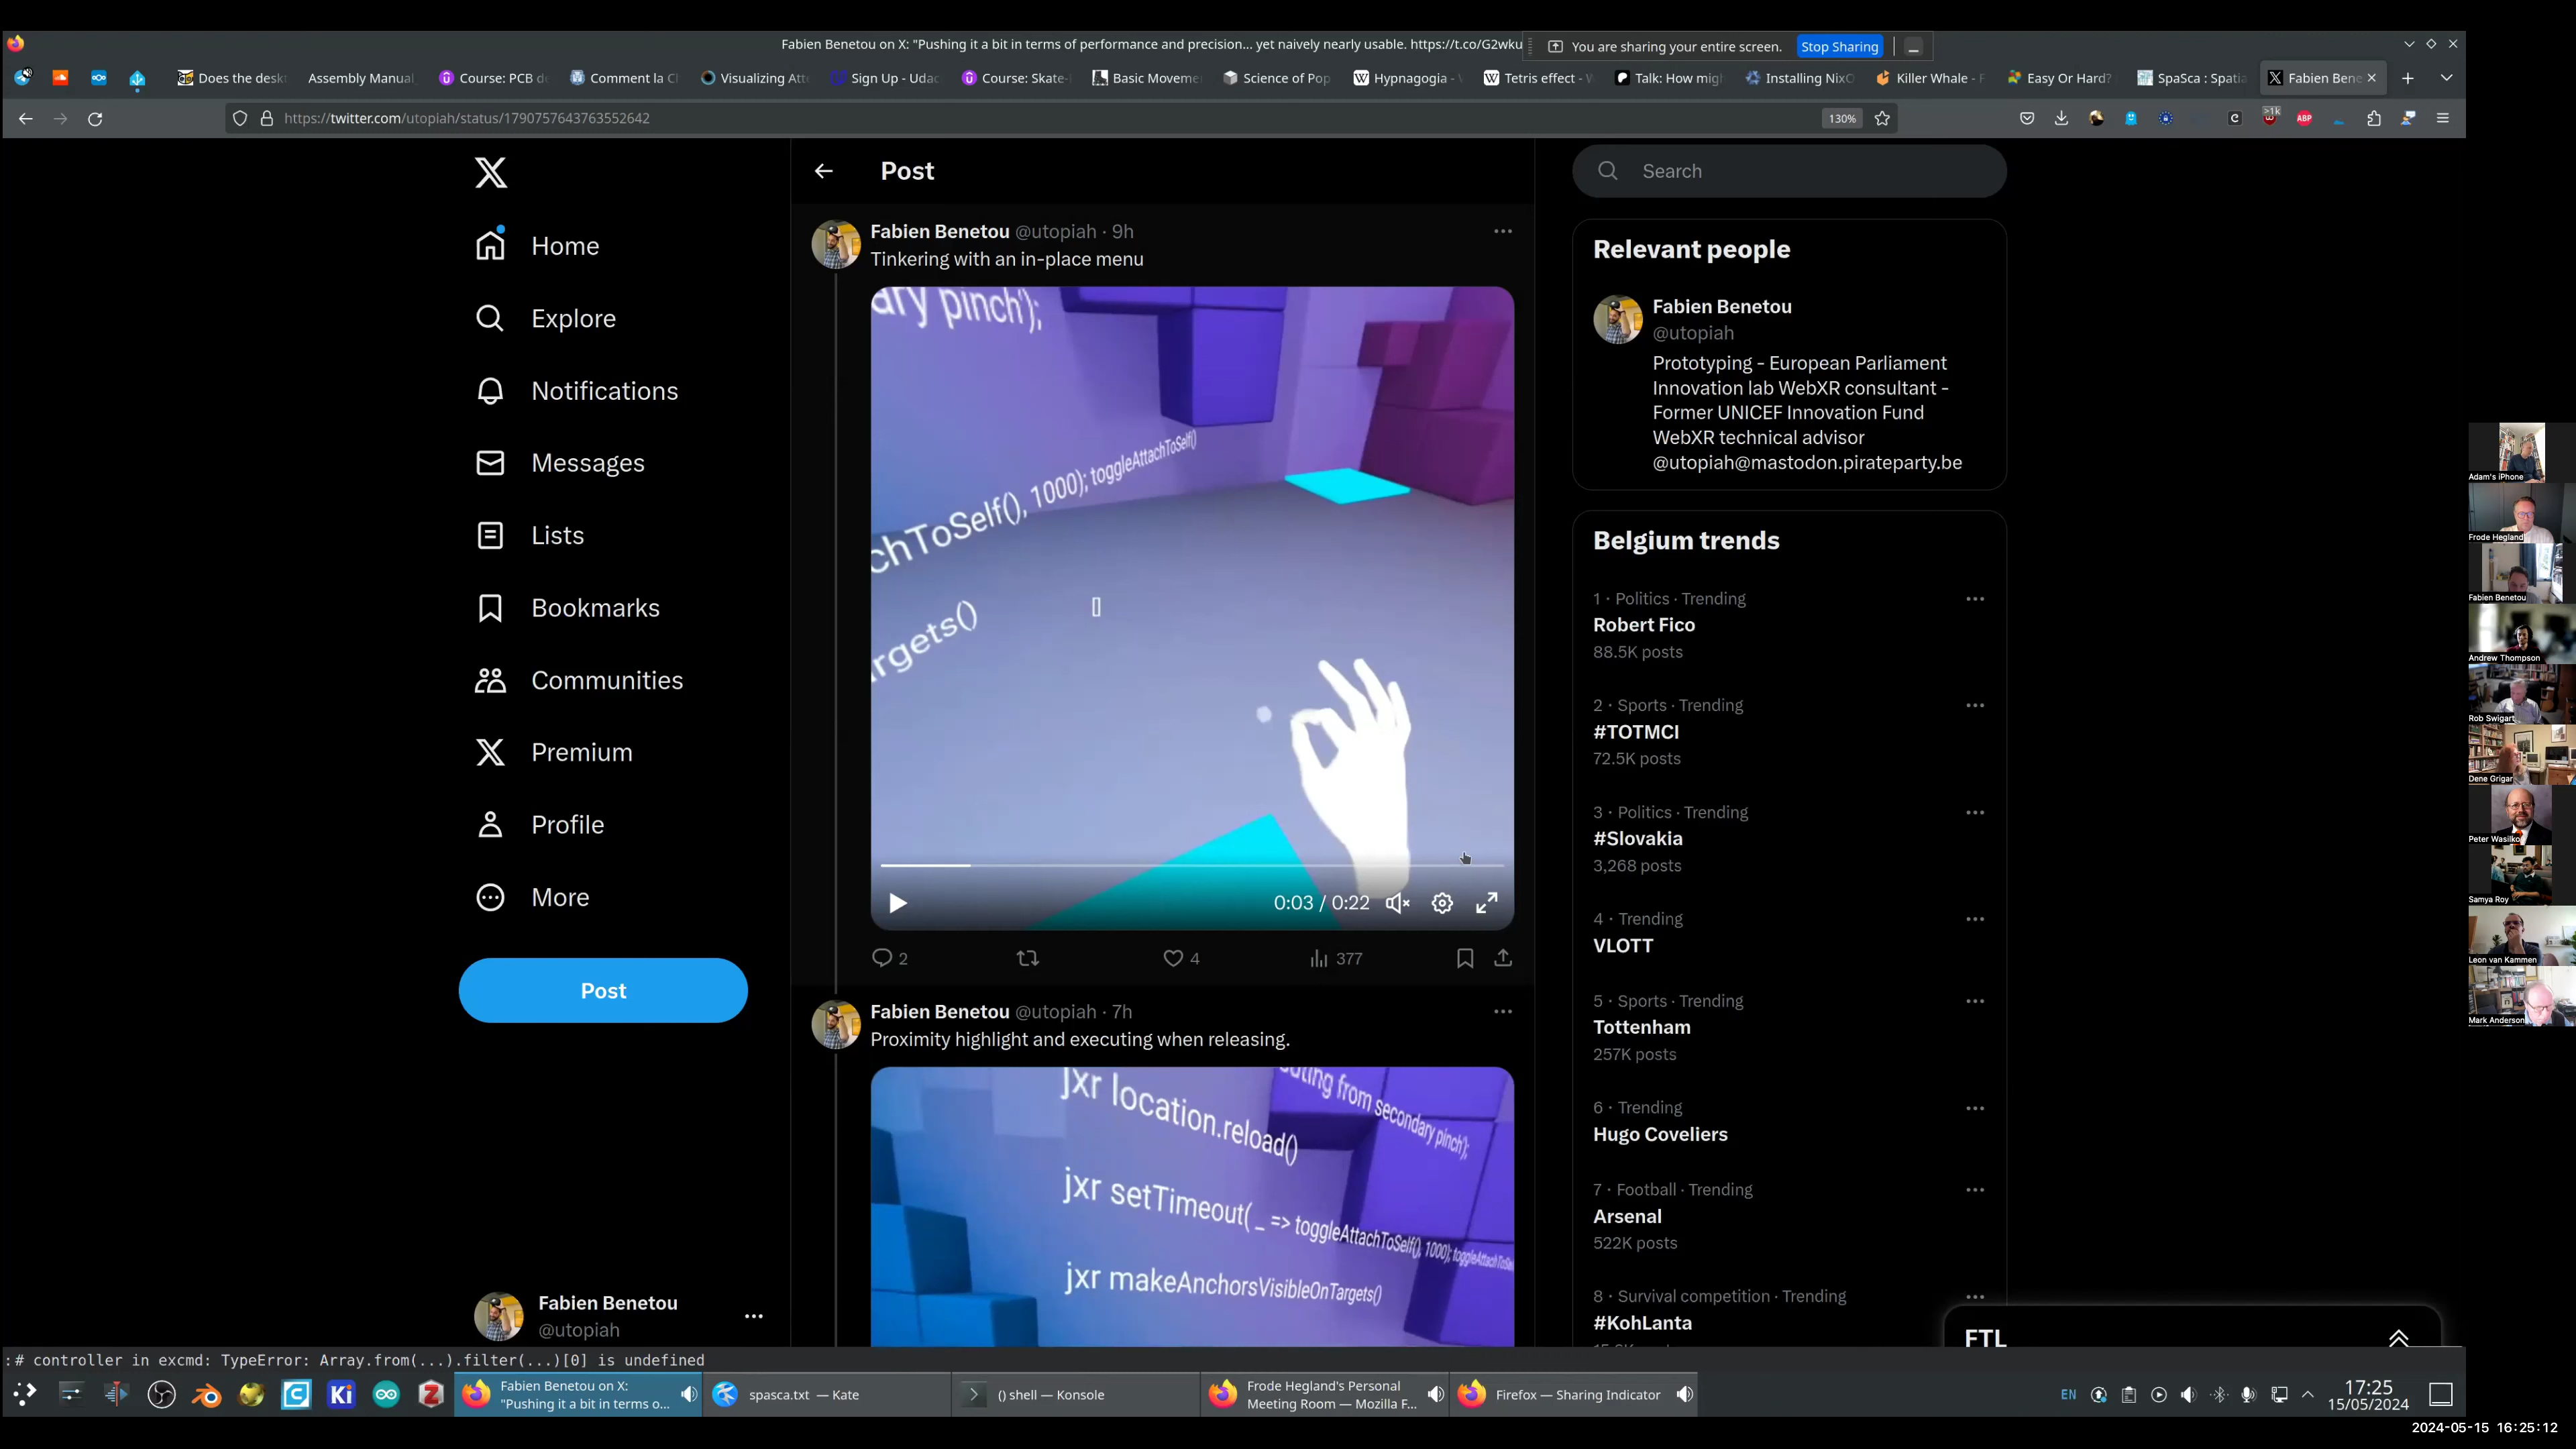 Fabien Benetou on X: "Pushing it a bit in terms of performance and precision... yet naively nearly usable. https://t.co/G2wku
You are sharing your entire screen.
Stop Sharing
Does the desk
Assembly Manual
Course: PCB de
Comment la C
Visualizing Att
Sign Up - Udac
Course: Skate-
Basic Moveme
Science of Pop
Hypnagogia - W
Tetris effect - W
Talk: How migh
Installing NixO
Killer Whale - F
Easy Or Hard?
SpaSca : Spatia
Fabien Bene
https://twitter.com/utopiah/status/1790757643763552642
130%
>1k
ABP
Home
Explore
Notifications
Messages
Lists
Bookmarks
Communities
Premium
Profile
More
Post
Fabien Benetou
@utopiah
Post
Fabien Benetou @utopiah · 9h
Tinkering with an in-place menu
ary pinch');
chToSelf(), 1000); toggleAttachToSelf()
rgets()
0:03 / 0:22
2
4
377
Fabien Benetou @utopiah · 7h
Proximity highlight and executing when releasing.
uting from secondary pinch');
jxr location.reload()
jxr setTimeout( _ => toggleAttachToSelf(), 1000); toggleAttachToSel
jxr makeAnchorsVisibleOnTargets()
Search
Relevant people
Fabien Benetou
@utopiah
Prototyping - European Parliament
Innovation lab WebXR consultant -
Former UNICEF Innovation Fund
WebXR technical advisor
@utopiah@mastodon.pirateparty.be
Belgium trends
1 · Politics · Trending
Robert Fico
88.5K posts
2 · Sports · Trending
#TOTMCI
72.5K posts
3 · Politics · Trending
#Slovakia
3,268 posts
4 · Trending
VLOTT
5 · Sports · Trending
Tottenham
257K posts
6 · Trending
Hugo Coveliers
7 · Football · Trending
Arsenal
522K posts
8 · Survival competition · Trending
#KohLanta
FTL
Adam's iPhone
Frode Hegland
Fabien Benetou
Andrew Thompson
Rob Swigart
Dene Grigar
Peter Wasilko
Samya Roy
Leon van Kammen
Mark Anderson
:# controller in excmd: TypeError: Array.from(...).filter(...)[0] is undefined
Ki
Fabien Benetou on X:
"Pushing it a bit in terms o...
spasca.txt — Kate
() shell — Konsole
Frode Hegland's Personal
Meeting Room — Mozilla F...
Firefox — Sharing Indicator
EN
17:25
15/05/2024
2024-05-15 16:25:12